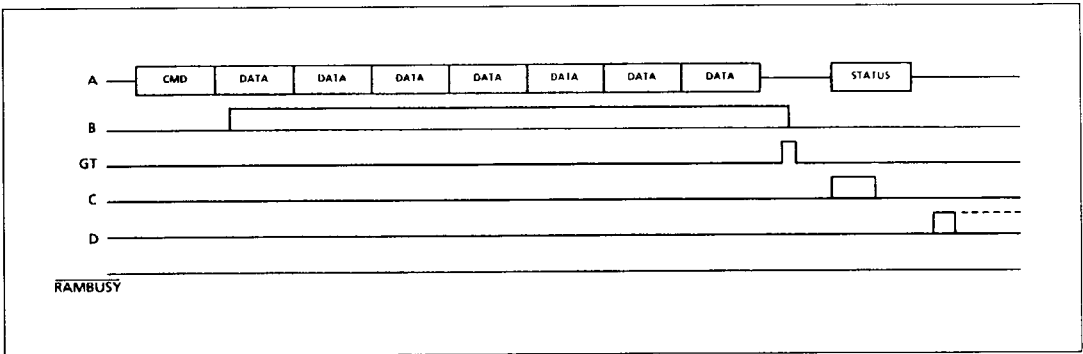 A CMD DATA DATA DATA DATA DATA DATA DATA STATUS
B
GT
C
D
RAMBUSY